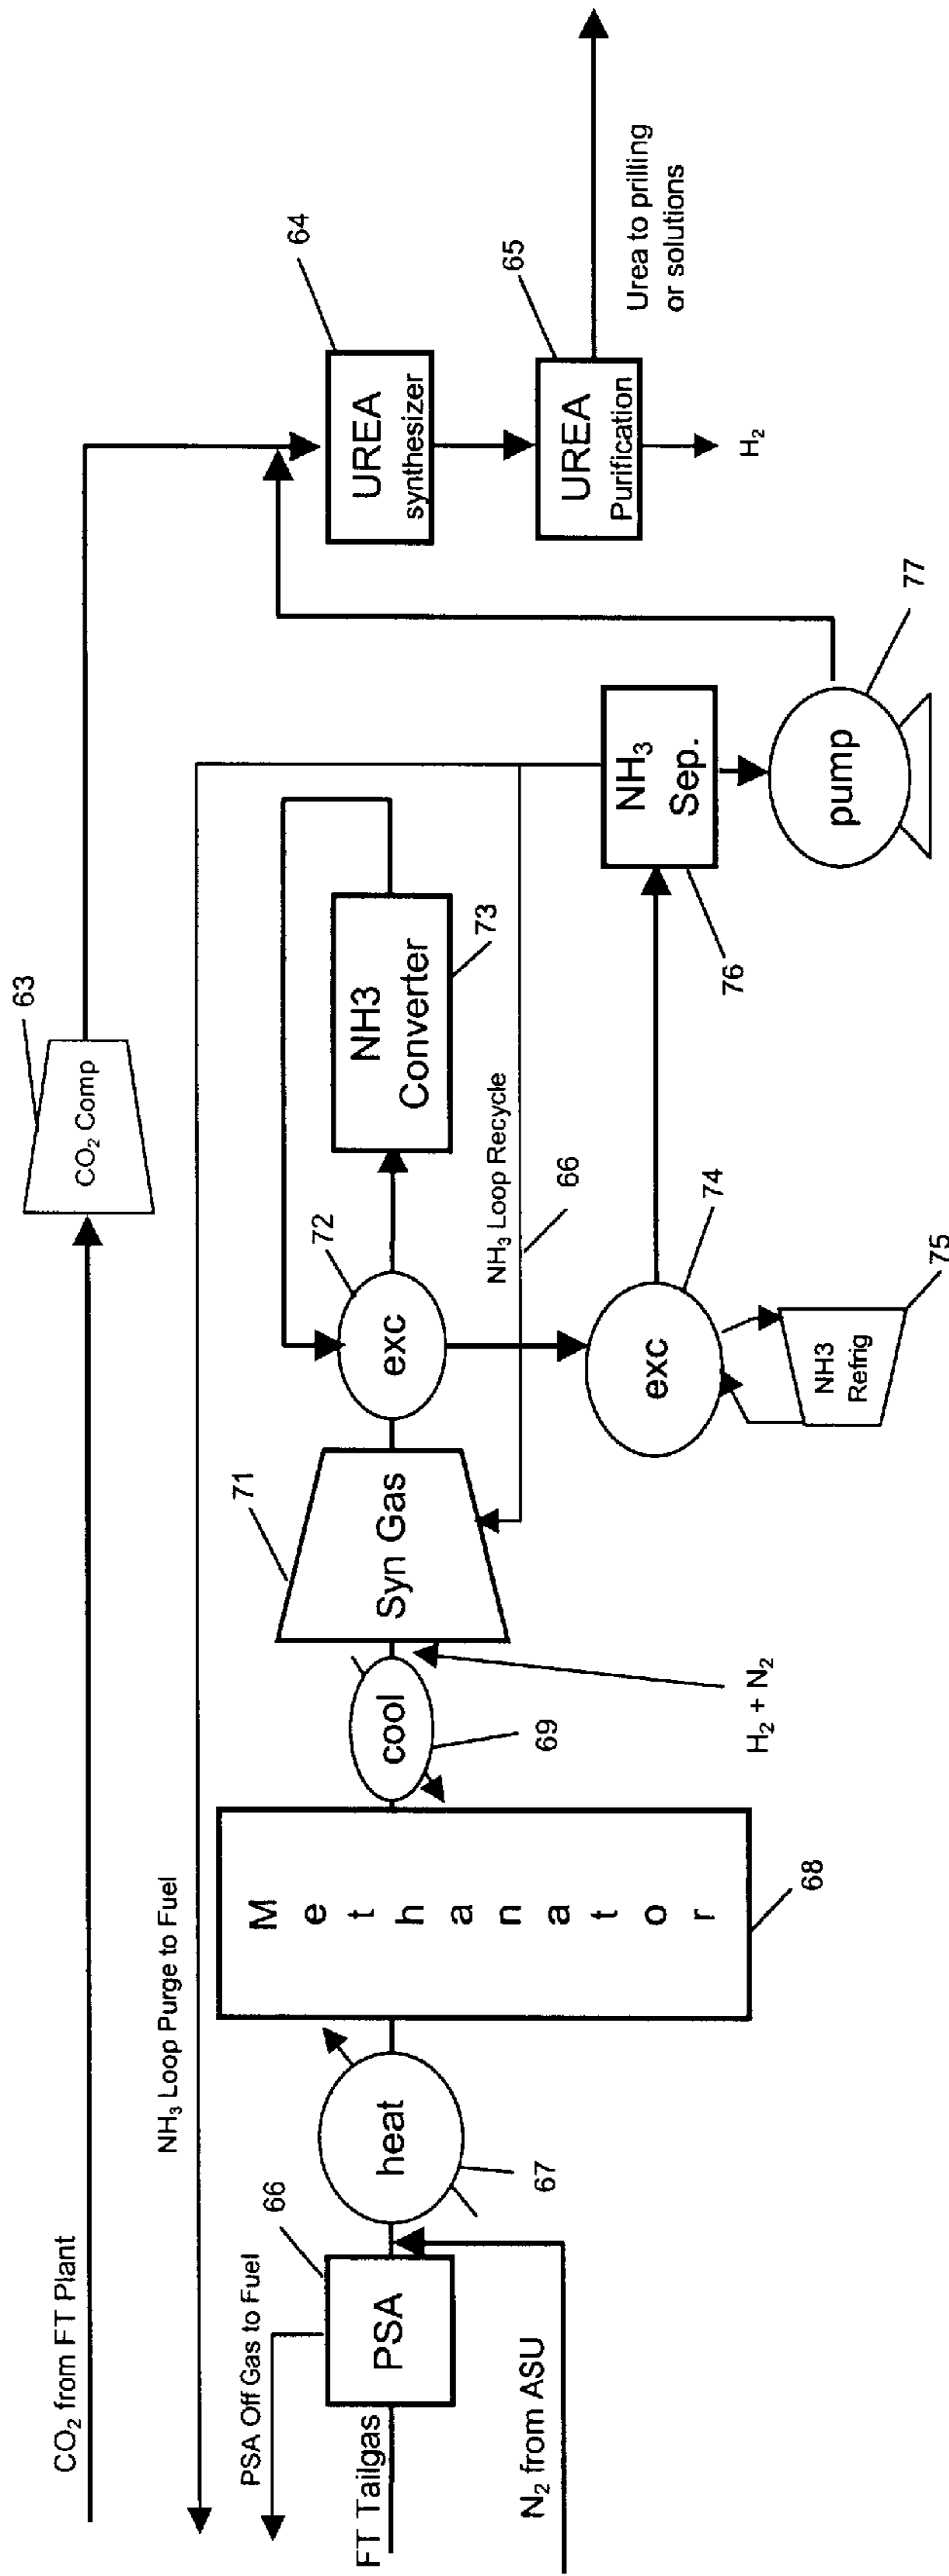 CO₂ from FT Plant
63
CO₂ Comp
NH₃ Loop Purge to Fuel
PSA Off Gas to Fuel
FT Tailgas
66
PSA
N₂ from ASU
heat
67
Methanator
68
cool
69
H₂ + N₂
71
Syn Gas
72
exc
NH3
Converter
73
NH₃ Loop Recycle
66
exc
74
NH3
Refrig
75
NH₃
Sep.
76
pump
77
64
UREA
synthesizer
65
UREA
Purification
H₂
Urea to prilling
or solutions